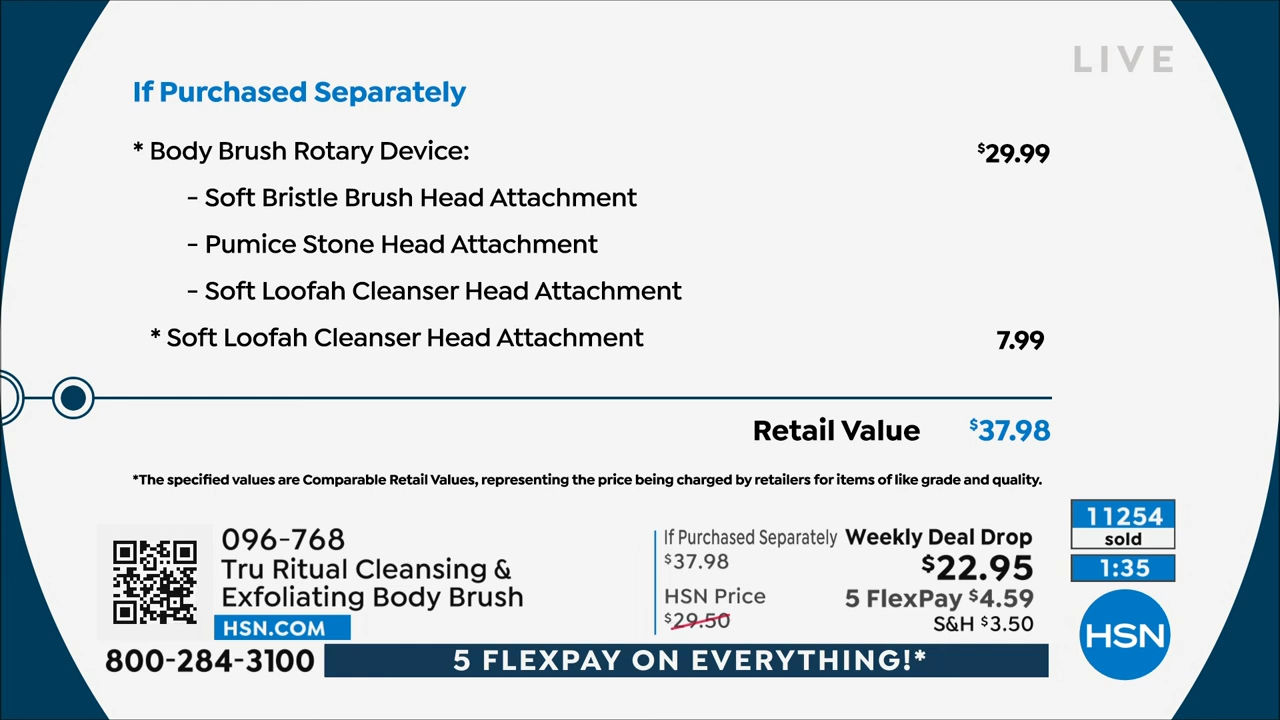 LIVE
If Purchased Separately
* Body Brush Rotary Device: $29.99
- Soft Bristle Brush Head Attachment
- Pumice Stone Head Attachment
- Soft Loofah Cleanser Head Attachment
* Soft Loofah Cleanser Head Attachment 7.99
Retail Value $37.98
*The specified values are Comparable Retail Values, representing the price being charged by retailers for items of like grade and quality.
096-768
Tru Ritual Cleansing &
Exfoliating Body Brush
HSN.COM
If Purchased Separately
$37.98
HSN Price
$29.50
Weekly Deal Drop
$22.95
5 FlexPay $4.59
S&H $3.50
11254
sold
1:35
HSN
800-284-3100
5 FLEXPAY ON EVERYTHING!*